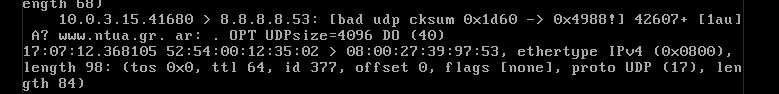 ength 68)
    10.0.3.15.41680 > 8.8.8.8.53: [bad udp cksum 0x1d60 -> 0x4988!] 42607+ [1au]
 A? www.ntua.gr. ar: . OPT UDPsize=4096 DO (40)
17:07:12.368105 52:54:00:12:35:02 > 08:00:27:39:97:53, ethertype IPv4 (0x0800),
length 98: (tos 0x0, ttl 64, id 377, offset 0, flags [none], proto UDP (17), len
gth 84)